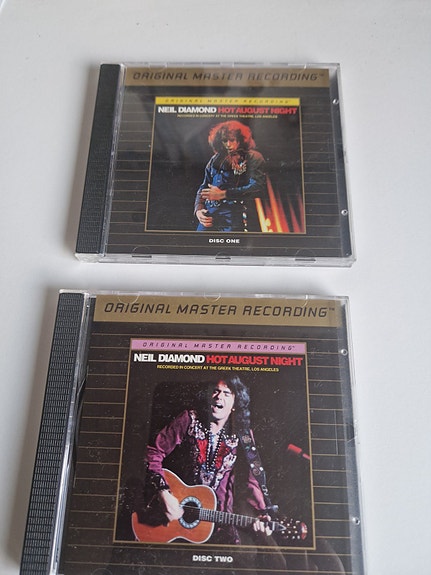 ORIGINAL MASTER RECORDING™
ORIGINAL MASTER RECORDING™
NEIL DIAMOND HOT AUGUST NIGHT
RECORDED IN CONCERT AT THE GREEK THEATRE, LOS ANGELES
DISC ONE
ORIGINAL MASTER RECORDING™
ORIGINAL MASTER RECORDING™
NEIL DIAMOND HOT AUGUST NIGHT
RECORDED IN CONCERT AT THE GREEK THEATRE, LOS ANGELES
DISC TWO